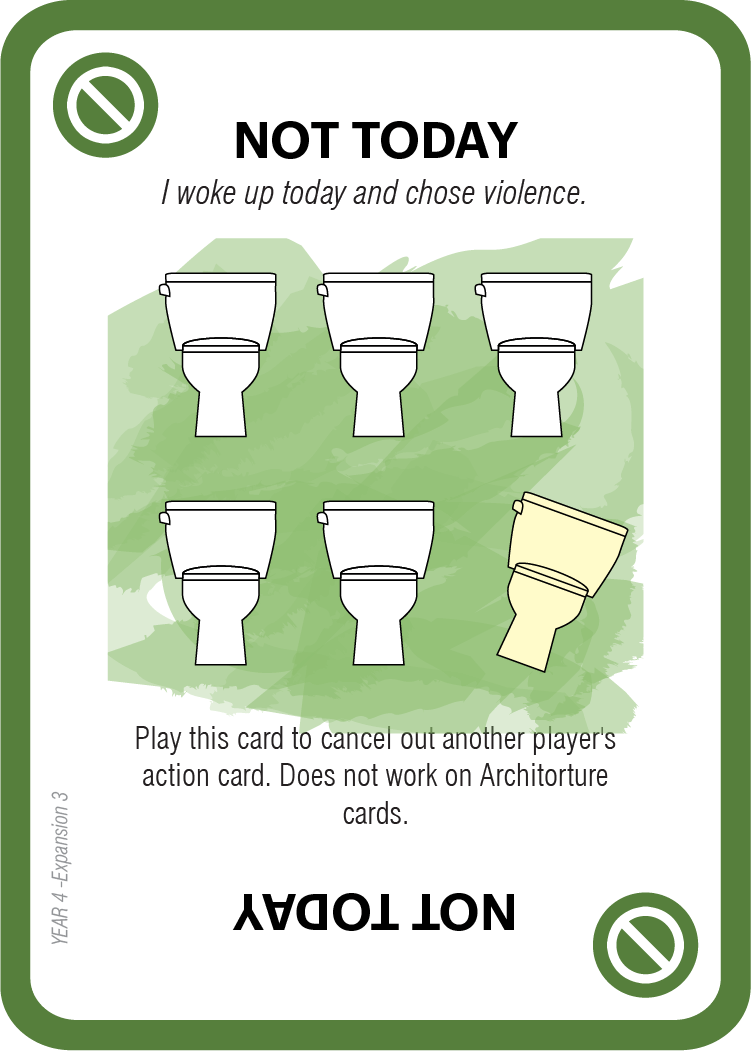 NOT TODAY
I woke up today and chose violence.
Play this card to cancel out another player's
action card. Does not work on Architorture
cards.
YEAR 4 -Expansion 3
NOT TODAY